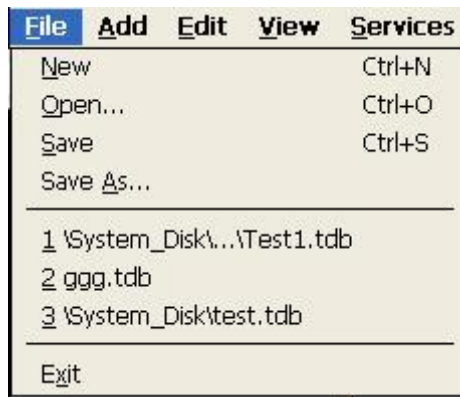 File Add Edit View Services
New Ctrl+N
Open... Ctrl+O
Save Ctrl+S
Save As...
1 \System_Disk\...\Test1.tdb
2 ggg.tdb
3 \System_Disk\test.tdb
Exit